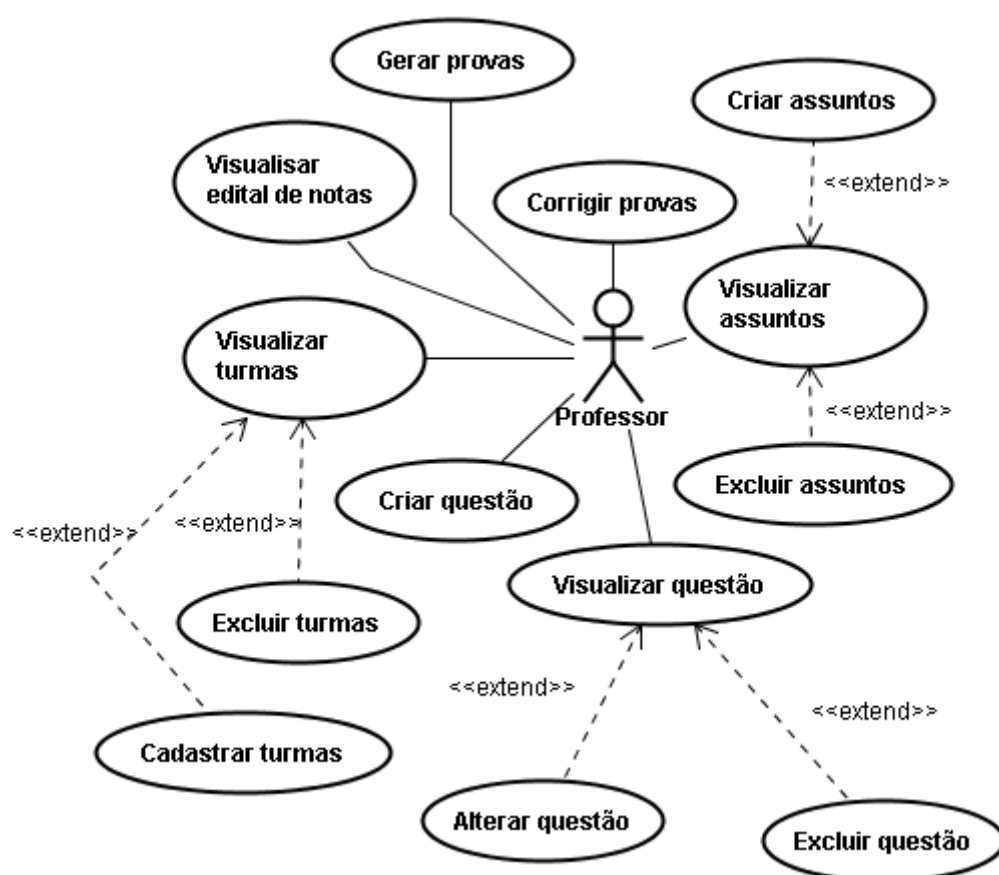 Gerar provas
Criar assuntos
Visualisar
edital de notas
<<extend>>
Corrigir provas
Visualizar
assuntos
Visualizar
turmas
<<extend>>
Professor
Criar questão
Excluir assuntos
<<extend>>
<<extend>>
Visualizar questão
Excluir turmas
<<extend>>
<<extend>>
Cadastrar turmas
Alterar questão
Excluir questão